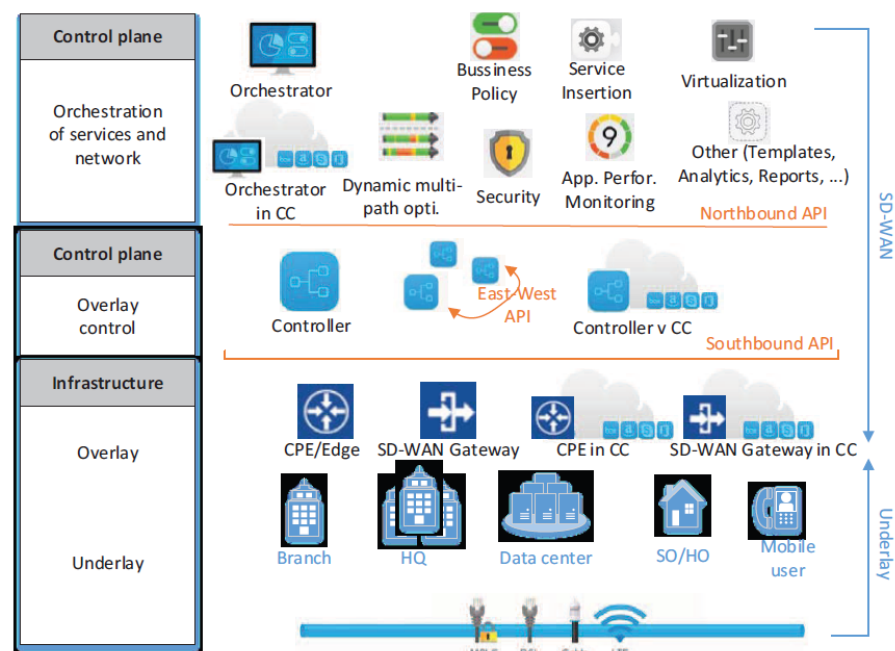 Control plane
Orchestration
of services and
network
Orchestrator
Bussiness
Policy
Service
Insertion
Virtualization
Orchestrator
in CC
Dynamic multi-
path opti.
Security
9
App. Perfor.
Monitoring
Other (Templates,
Analytics, Reports, ...)
Northbound API
SD-WAN
Control plane
Overlay
control
Controller
East-West
API
Controller v CC
Southbound API
Infrastructure
Overlay
Underlay
CPE/Edge
SD-WAN Gateway
CPE in CC
SD-WAN Gateway in CC
Branch
HQ
Data center
SO/HO
Mobile
user
Underlay